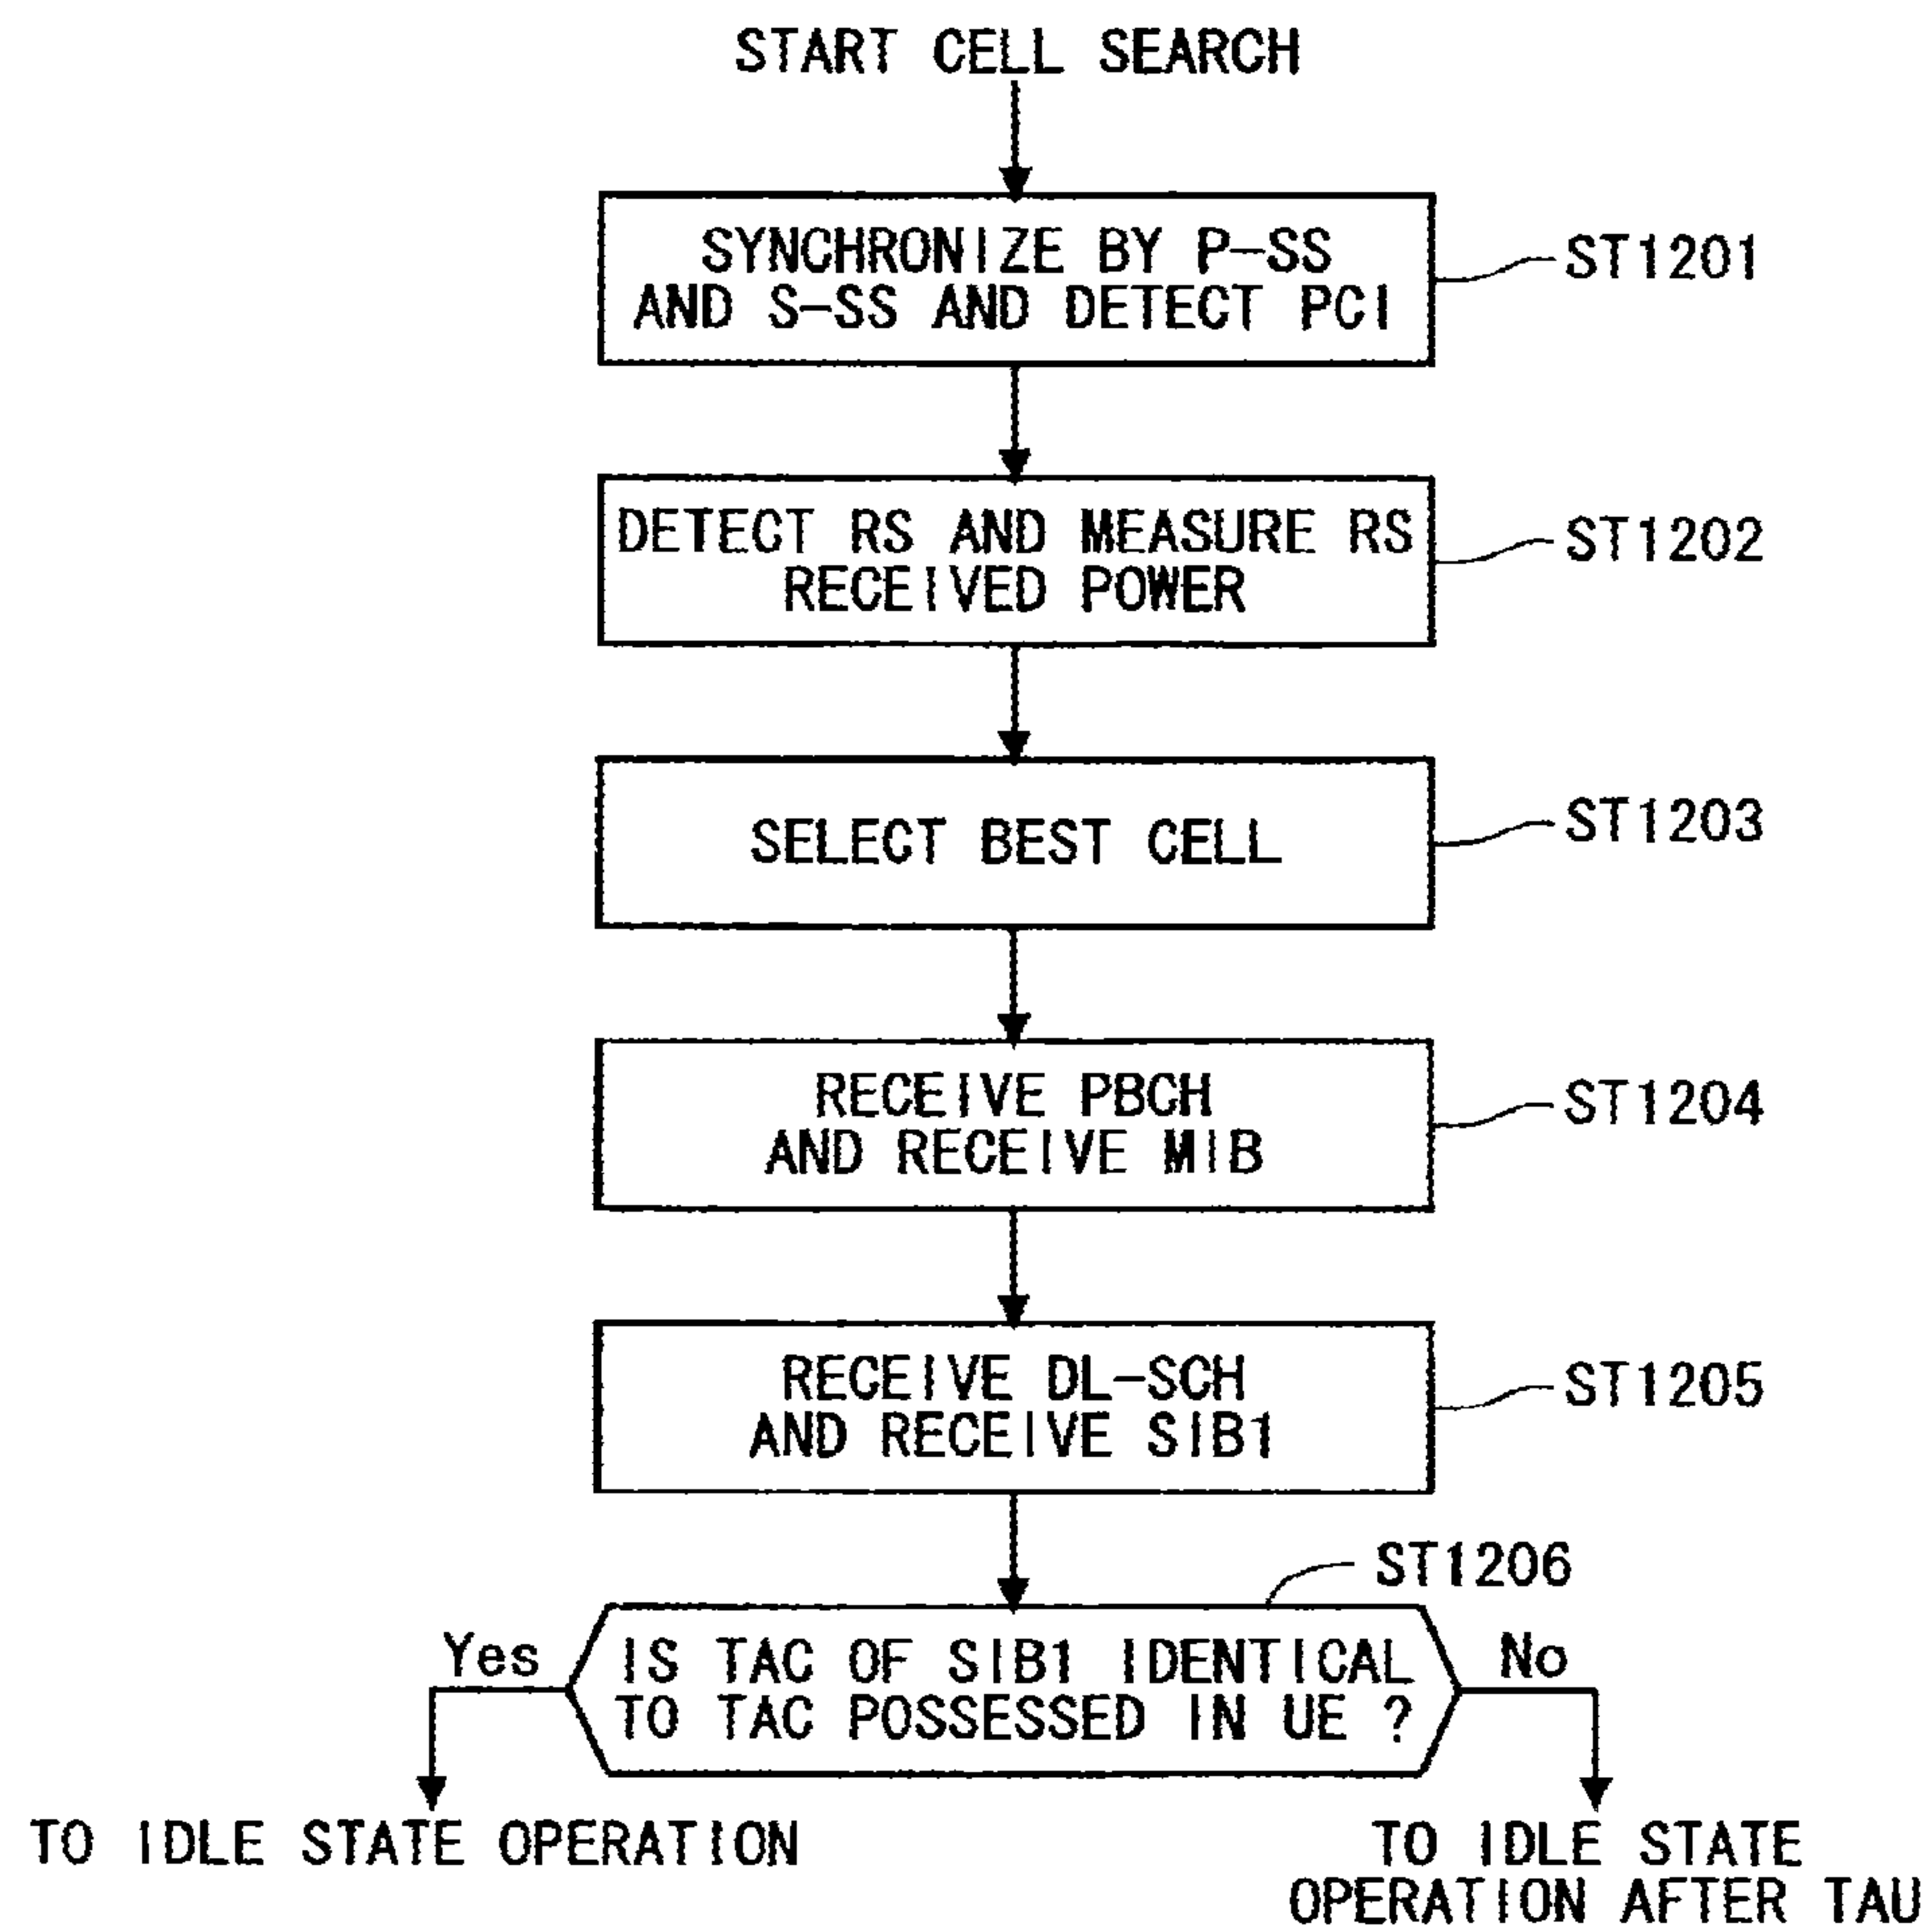 START CELL SEARCH
SYNCHRONIZE BY P-SS
AND S-SS AND DETECT PCI
ST1201
DETECT RS AND MEASURE RS
RECEIVED POWER
ST1202
SELECT BEST CELL
ST1203
RECEIVE PBCH
AND RECEIVE MIB
ST1204
RECEIVE DL-SCH
AND RECEIVE SIB1
ST1205
ST1206
IS TAC OF SIB1 IDENTICAL
TO TAC POSSESSED IN UE ?
Yes
No
TO IDLE STATE OPERATION
TO IDLE STATE
OPERATION AFTER TAU